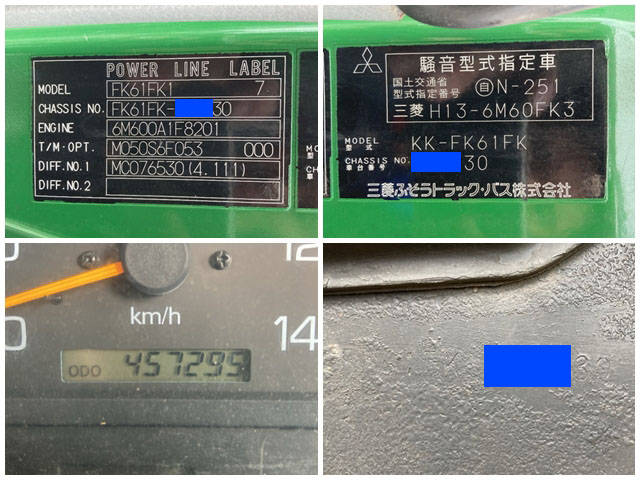 POWER LINE LABEL
MODEL FK61FK1 7
CHASSIS NO. FK61FK- 30
ENGINE 6M600A1F8201
T/M·OPT. M050S6F053 000
DIFF.NO.1 MC076530(4.111)
DIFF.NO.2
騒音型式指定車
国土交通省
型式指定番号 自N-251
三菱 H13-6M60FK3
MODEL
型式 KK-FK61FK
CHASSIS NO.
車台番号 30
三菱ふそうトラック・バス株式会社
km/h
14
ODO 457295